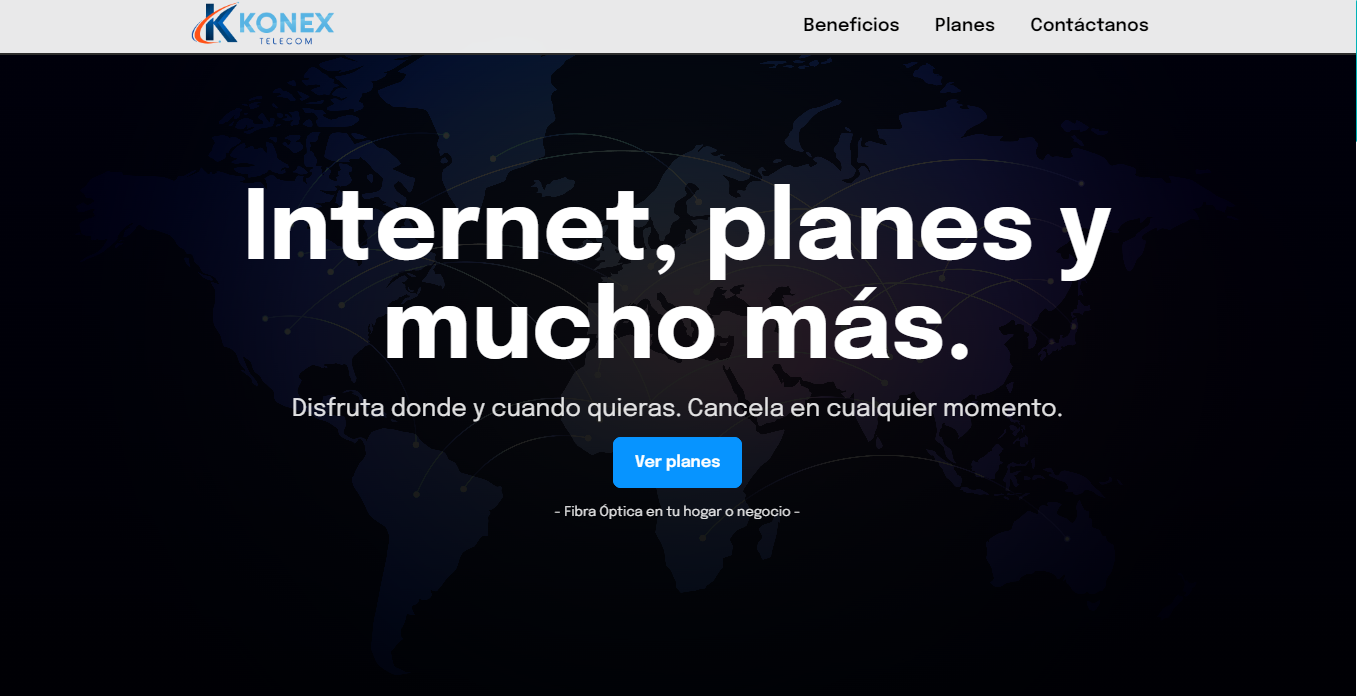 KONEX
TELECOM
Beneficios Planes Contáctanos
Internet, planes y
mucho más.
Disfruta donde y cuando quieras. Cancela en cualquier momento.
Ver planes
- Fibra Óptica en tu hogar o negocio -